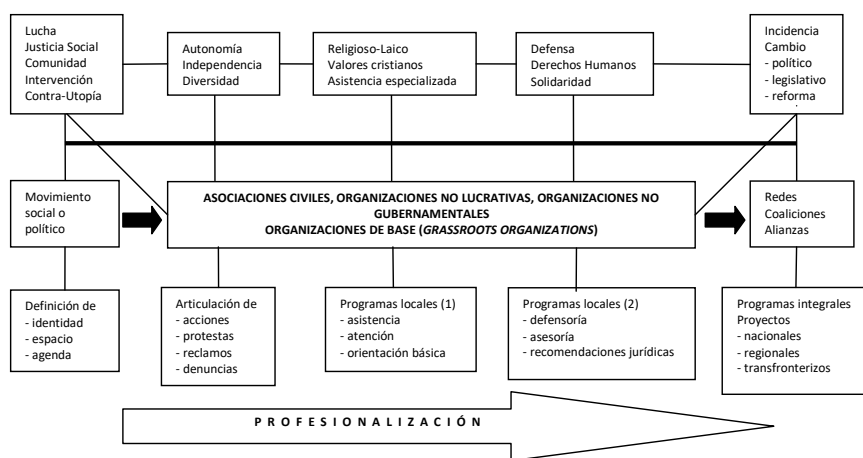 Lucha
Justicia Social
Comunidad
Intervención
Contra-Utopía
Autonomía
Independencia
Diversidad
Religioso-Laico
Valores cristianos
Asistencia especializada
Defensa
Derechos Humanos
Solidaridad
Incidencia
Cambio
- político
- legislativo
- reforma
Movimiento
social o
político
ASOCIACIONES CIVILES, ORGANIZACIONES NO LUCRATIVAS, ORGANIZACIONES NO
GUBERNAMENTALES
ORGANIZACIONES DE BASE (GRASSROOTS ORGANIZATIONS)
Redes
Coaliciones
Alianzas
Definición de
- identidad
- espacio
- agenda
Articulación de
- acciones
- protestas
- reclamos
- denuncias
Programas locales (1)
- asistencia
- atención
- orientación básica
Programas locales (2)
- defensoría
- asesoría
- recomendaciones jurídicas
Programas integrales
Proyectos
- nacionales
- regionales
- transfronterizos
PROFESIONALIZACIÓN